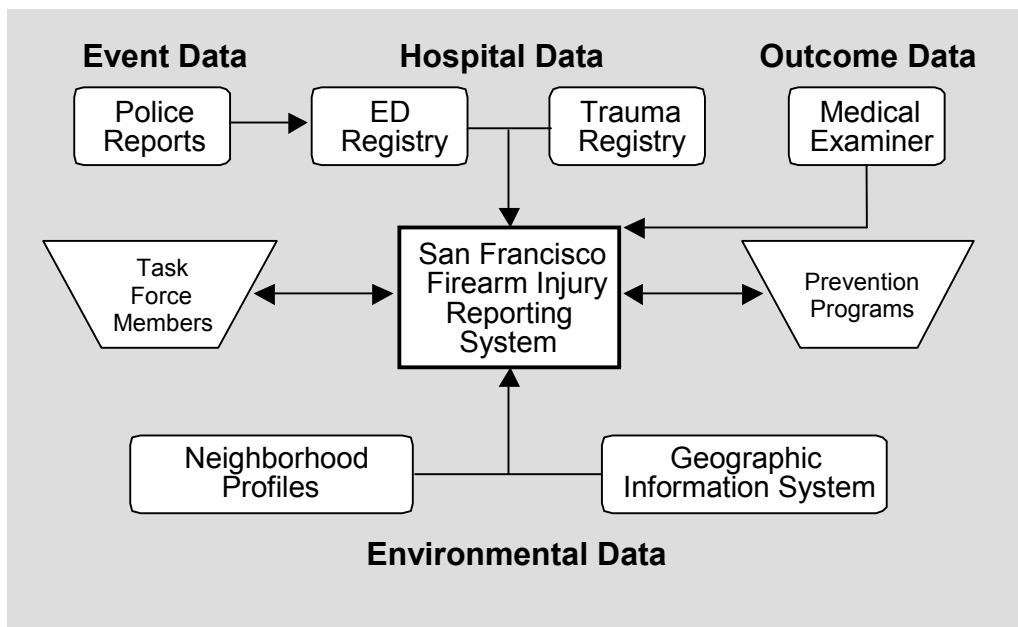 Event Data
Hospital Data
Outcome Data
Police
Reports
ED
Registry
Trauma
Registry
Medical
Examiner
Task
Force
Members
San Francisco
Firearm Injury
Reporting
System
Prevention
Programs
Neighborhood
Profiles
Geographic
Information System
Environmental Data